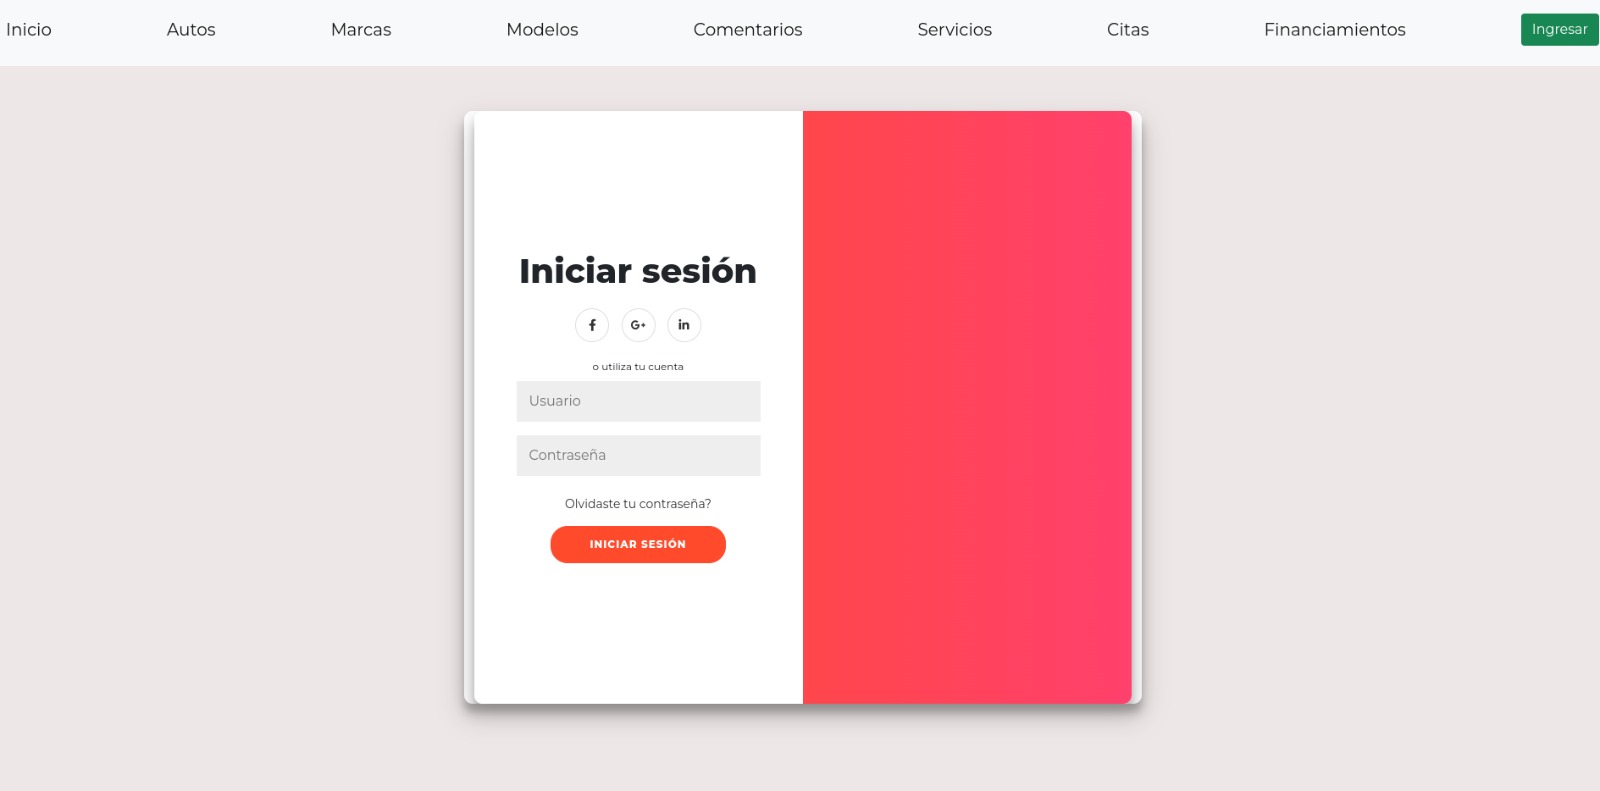 Inicio Autos Marcas Modelos Comentarios Servicios Citas Financiamientos Ingresar
Iniciar sesión
f G+ in
o utiliza tu cuenta
Usuario
Contraseña
Olvidaste tu contraseña?
INICIAR SESIÓN